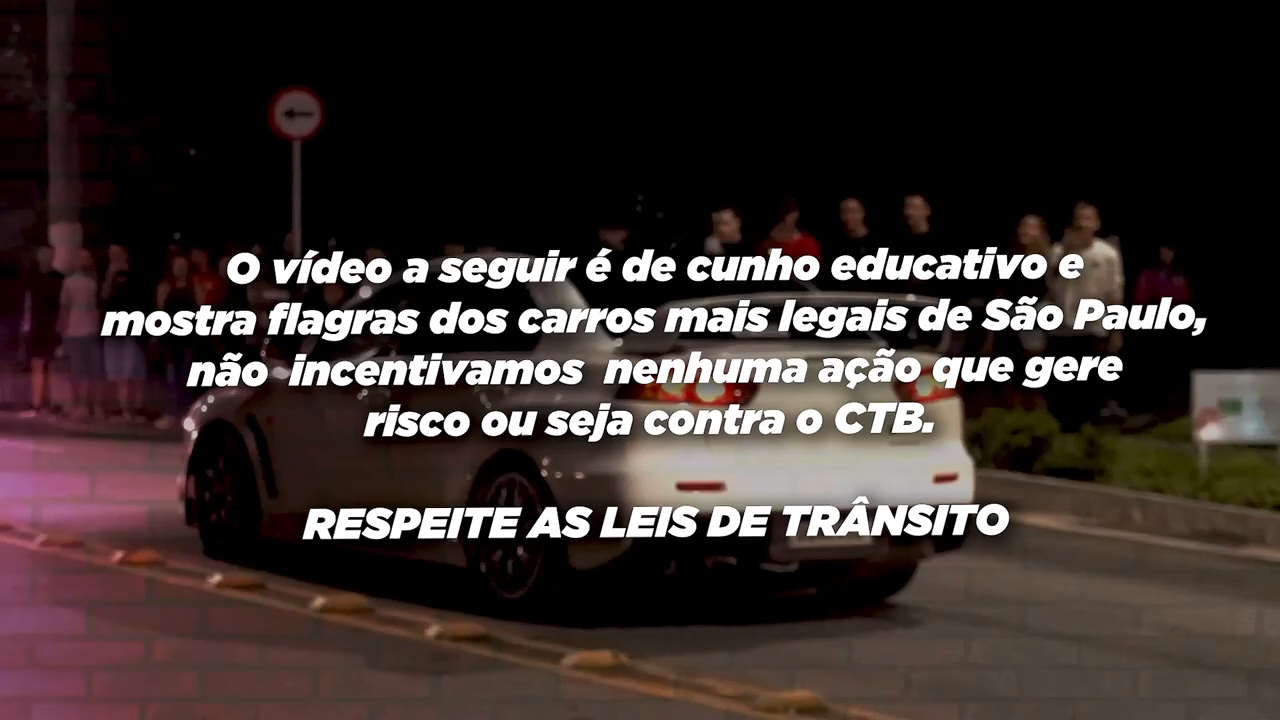 O vídeo a seguir é de cunho educativo e
mostra flagras dos carros mais legais de São Paulo,
não incentivamos nenhuma ação que gere
risco ou seja contra o CTB.
RESPEITE AS LEIS DE TRÂNSITO